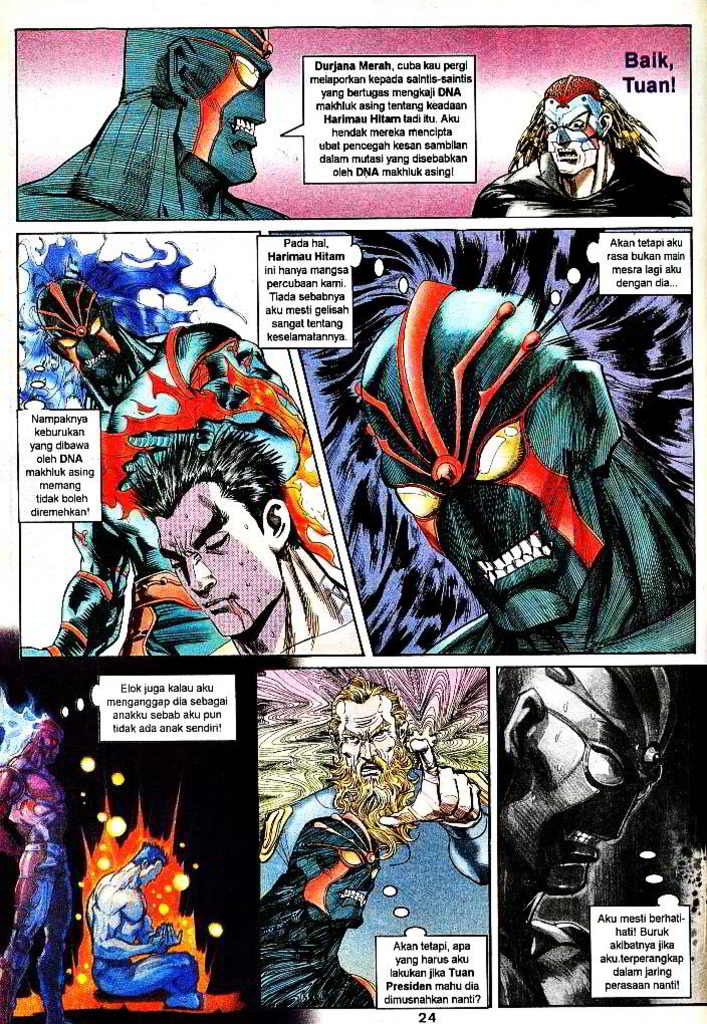 Durjana Merah, cuba kau pergi
melaporkan kepada saintis-saintis
yang bertugas mengkaji DNA
makhluk asing tentang keadaan
Harimau Hitam tadi itu. Aku
hendak mereka mencipta
ubat pencegah kesan sambilan
dalam mutasi yang disebabkan
oleh DNA makhluk asing!
Baik,
Tuan!
Nampaknya
keburukan
yang dibawa
oleh DNA
makhluk asing
memang
tidak boleh
diremehkan!
Pada hal,
Harimau Hitam
ini hanya mangsa
percubaan kami.
Tiada sebabnya
aku mesti gelisah
sangat tentang
keselamatannya.
Akan tetapi aku
rasa bukan main
mesra lagi aku
dengan dia...
Elok juga kalau aku
menganggap dia sebagai
anakku sebab aku pun
tidak ada anak sendiri!
Akan tetapi, apa
yang harus aku
lakukan jika Tuan
Presiden mahu dia
dimusnahkan nanti?
Aku mesti berhati-
hati! Buruk
akibatnya jika
aku.terperangkap
dalam jaring
perasaan nanti!
24